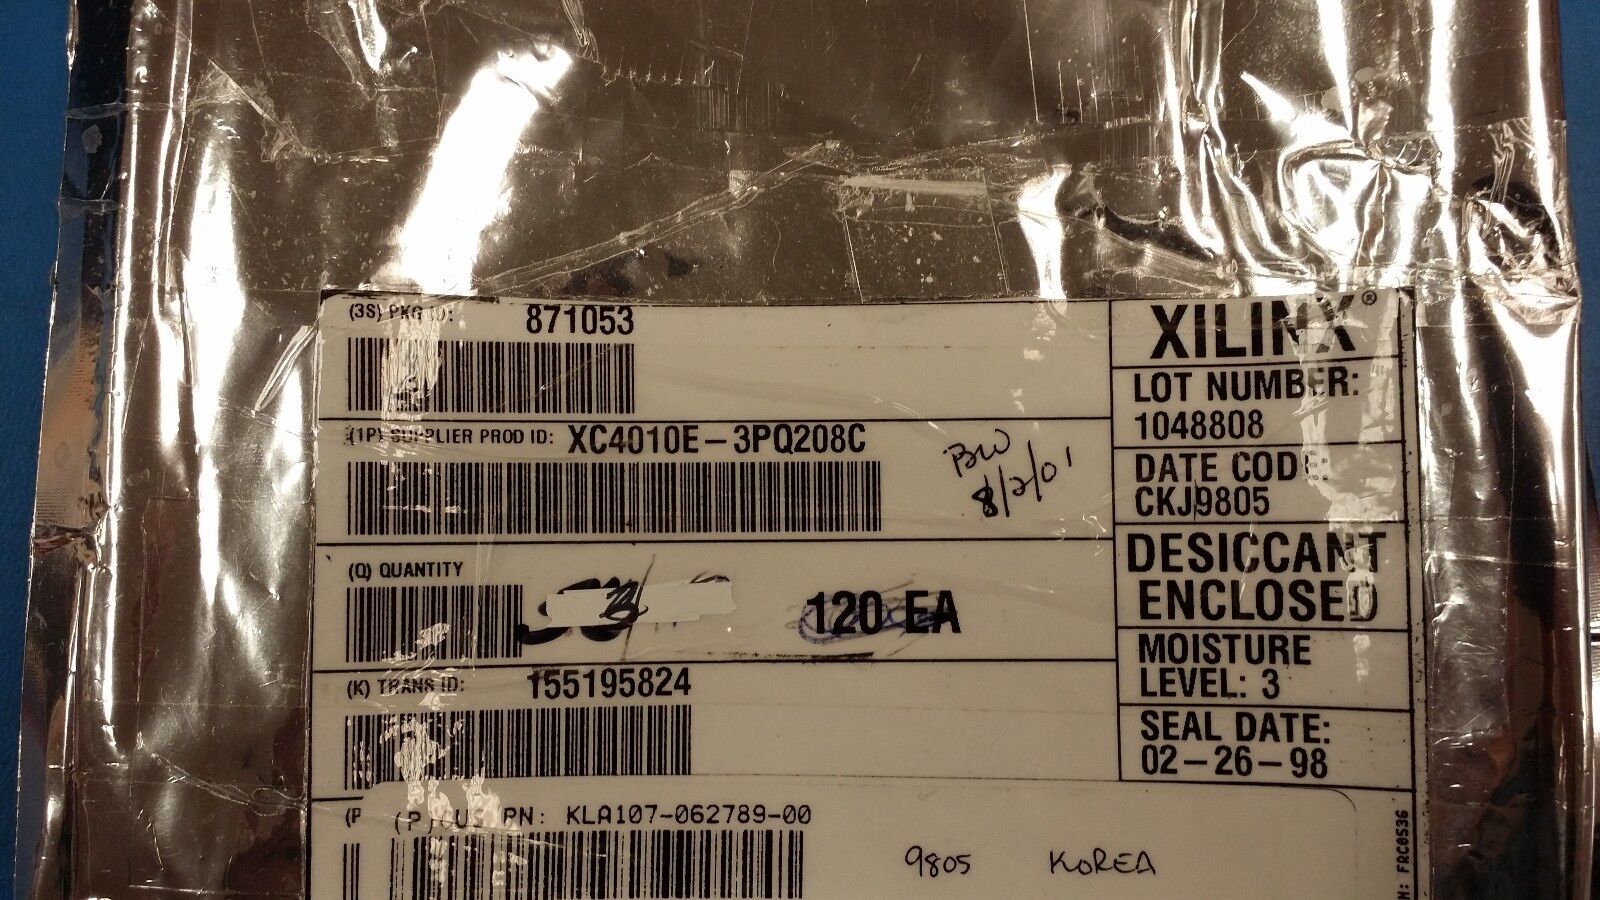 (3S) PKG ID: 871053
(1P) SUPPLIER PROD ID: XC4010E-3PQ208C
BW
8/2/01
(Q) QUANTITY
120 EA
(K) TRANS ID: 155195824
(P
(P)CUS PN: KLA107-062789-00
9805 KOREA
XILINX®
LOT NUMBER:
1048808
DATE CODE:
CKJ9805
DESICCANT
ENCLOSED
MOISTURE
LEVEL: 3
SEAL DATE:
02-26-98
N: FRC0536